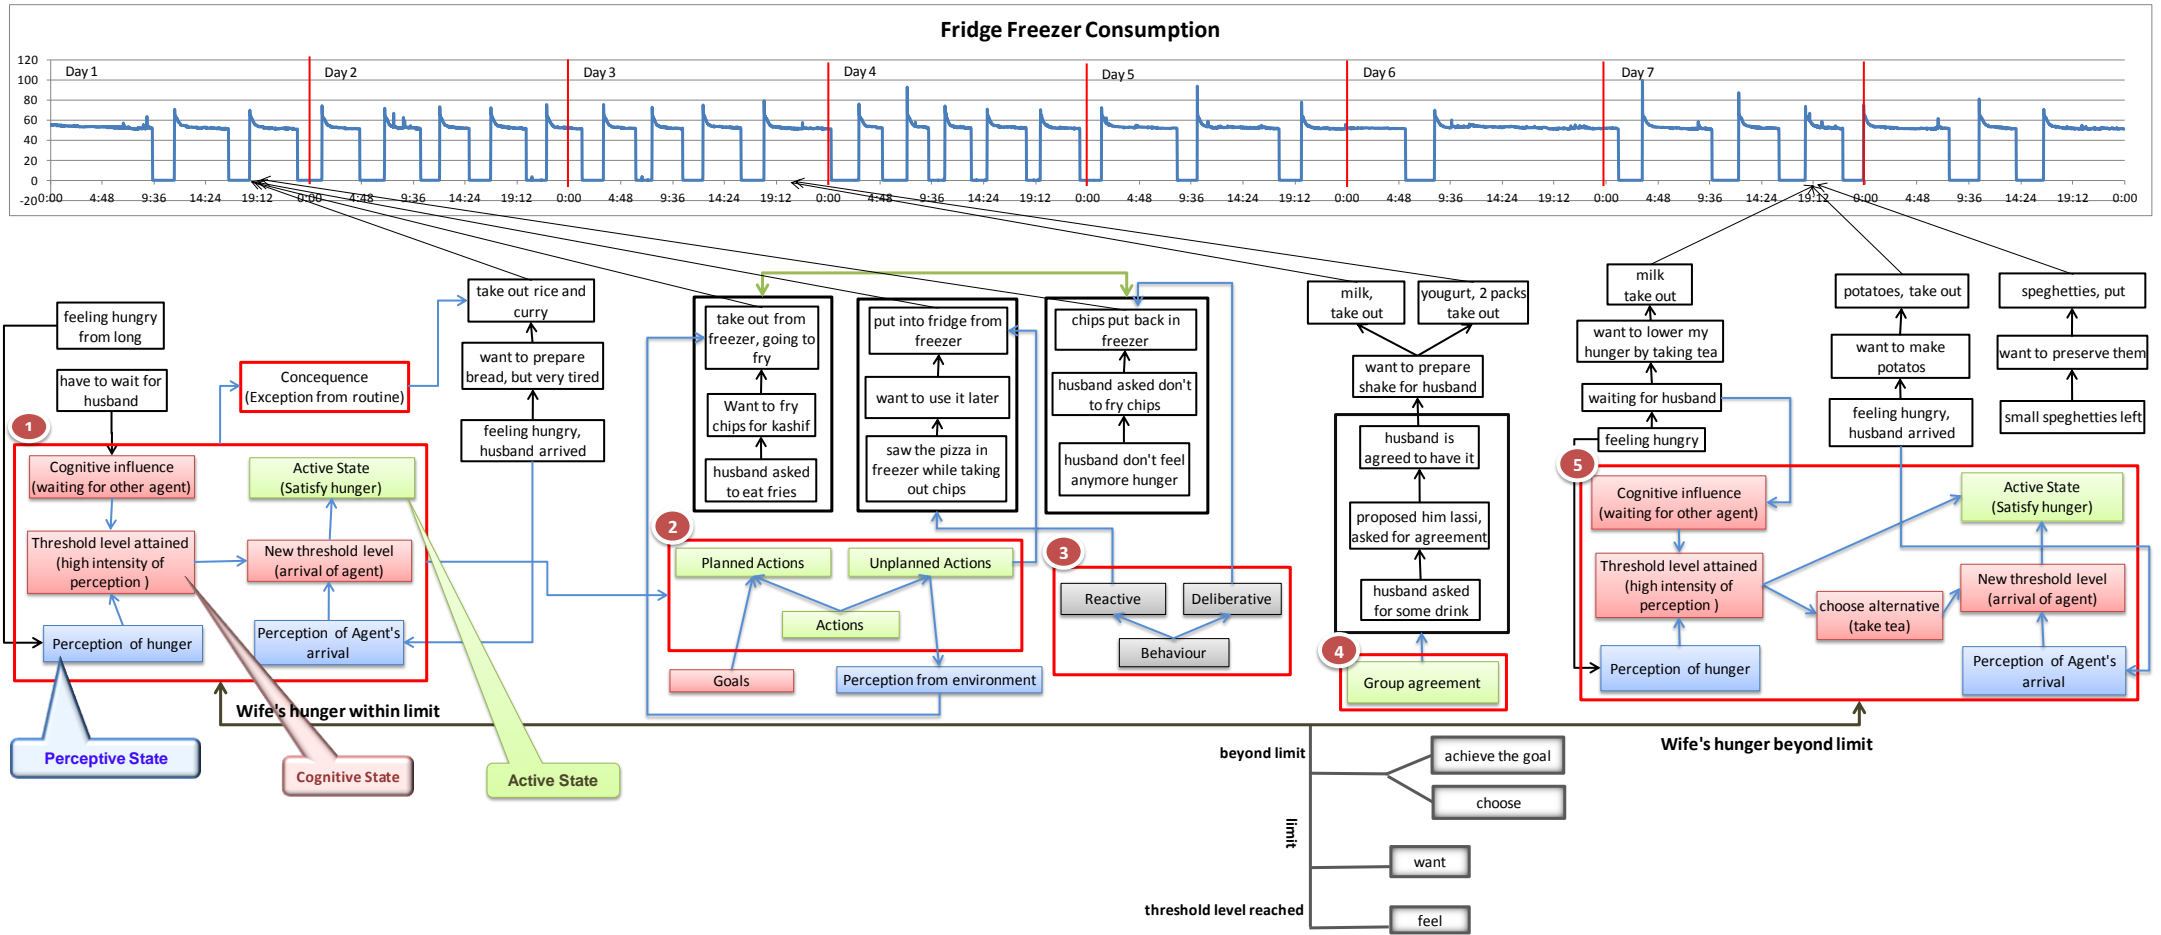 Fridge Freezer Consumption
120
100
80
60
40
20
0
-20
Day 1
Day 2
Day 3
Day 4
Day 5
Day 6
Day 7
0:00 4:48 9:36 14:24 19:12 0:00 4:48 9:36 14:24 19:12 0:00 4:48 9:36 14:24 19:12 0:00 4:48 9:36 14:24 19:12 0:00 4:48 9:36 14:24 19:12 0:00 4:48 9:36 14:24 19:12 0:00 4:48 9:36 14:24 19:12 0:00 4:48 9:36 14:24 19:12 0:00
feeling hungry
from long
have to wait for
husband
1
Cognitive influence
(waiting for other agent)
Threshold level attained
(high intensity of
perception )
Perception of hunger
Active State
(Satisfy hunger)
New threshold level
(arrival of agent)
Perception of Agent's
arrival
Concequence
(Exception from routine)
take out rice and
curry
want to prepare
bread, but very tired
feeling hungry,
husband arrived
Wife's hunger within limit
Perceptive State
Cognitive State
Active State
take out from
freezer, going to
fry
Want to fry
chips for kashif
husband asked
to eat fries
put into fridge from
freezer
want to use it later
saw the pizza in
freezer while taking
out chips
chips put back in
freezer
husband asked don't
to fry chips
husband don't feel
anymore hunger
2
Planned Actions
Unplanned Actions
Actions
Goals
Perception from environment
3
Reactive
Deliberative
Behaviour
milk,
take out
yougurt, 2 packs
take out
want to prepare
shake for husband
husband is
agreed to have it
proposed him lassi,
asked for agreement
husband asked
for some drink
4
Group agreement
milk
take out
want to lower my
hunger by taking tea
waiting for husband
feeling hungry
potatoes, take out
want to make
potatos
feeling hungry,
husband arrived
speghetties, put
want to preserve them
small speghetties left
5
Cognitive influence
(waiting for other agent)
Threshold level attained
(high intensity of
perception )
Perception of hunger
choose alternative
(take tea)
Active State
(Satisfy hunger)
New threshold level
(arrival of agent)
Perception of Agent's
arrival
Wife's hunger beyond limit
beyond limit
achieve the goal
choose
limit
want
threshold level reached
feel